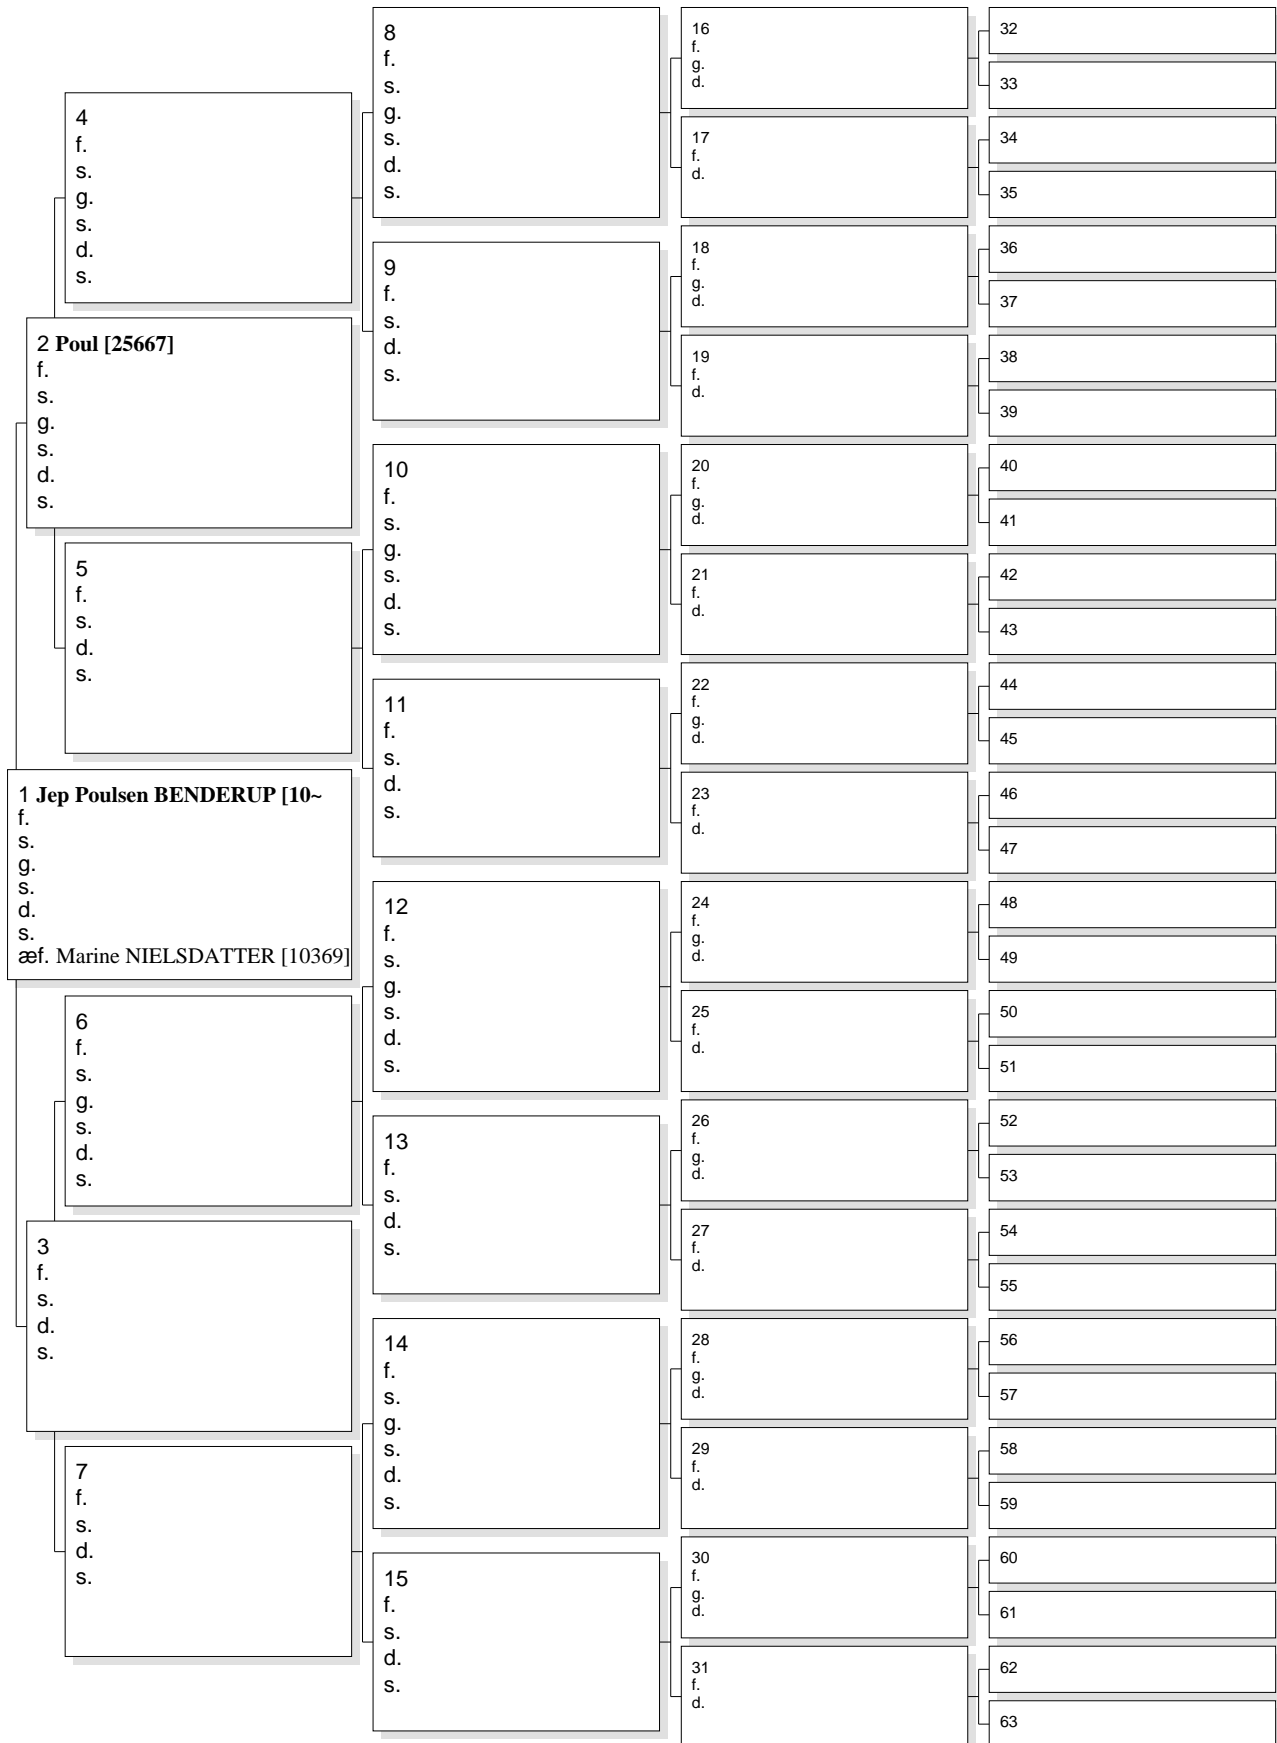 1 Jep Poulsen BENDERUP [10~
f.
s.
g.
s.
d.
s.
æf. Marine NIELSDATTER [10369]
2 Poul [25667]
f.
s.
g.
s.
d.
s.
3
f.
s.
d.
s.
4
f.
s.
g.
s.
d.
s.
5
f.
s.
d.
s.
6
f.
s.
g.
s.
d.
s.
7
f.
s.
d.
s.
8
f.
s.
g.
s.
d.
s.
9
f.
s.
d.
s.
10
f.
s.
g.
s.
d.
s.
11
f.
s.
d.
s.
12
f.
s.
g.
s.
d.
s.
13
f.
s.
d.
s.
14
f.
s.
g.
s.
d.
s.
15
f.
s.
d.
s.
16
f.
g.
d.
17
f.
d.
18
f.
g.
d.
19
f.
d.
20
f.
g.
d.
21
f.
d.
22
f.
g.
d.
23
f.
d.
24
f.
g.
d.
25
f.
d.
26
f.
g.
d.
27
f.
d.
28
f.
g.
d.
29
f.
d.
30
f.
g.
d.
31
f.
d.
32
33
34
35
36
37
38
39
40
41
42
43
44
45
46
47
48
49
50
51
52
53
54
55
56
57
58
59
60
61
62
63